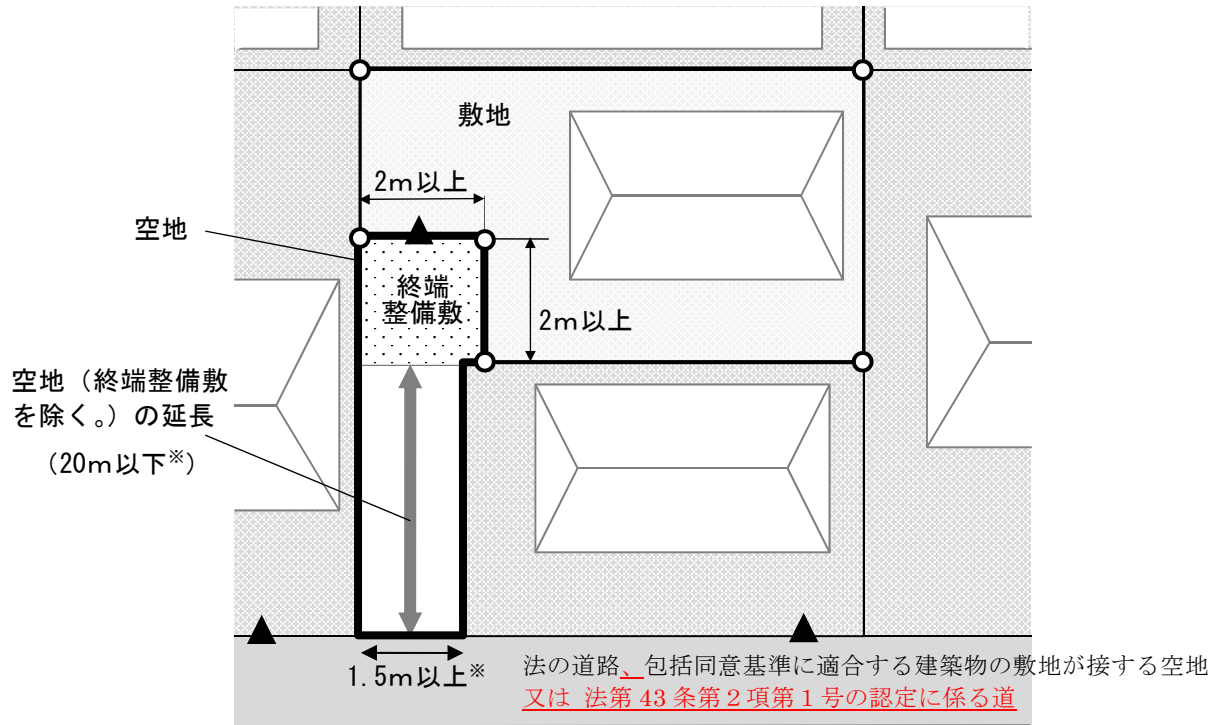 敷地
2m以上
空地
終端
整備敷
2m以上
空地（終端整備敷
を除く。）の延長
（20m以下※）
1.5m以上※
法の道路、包括同意基準に適合する建築物の敷地が接する空地
又は 法第 43 条第２項第１号の認定に係る道